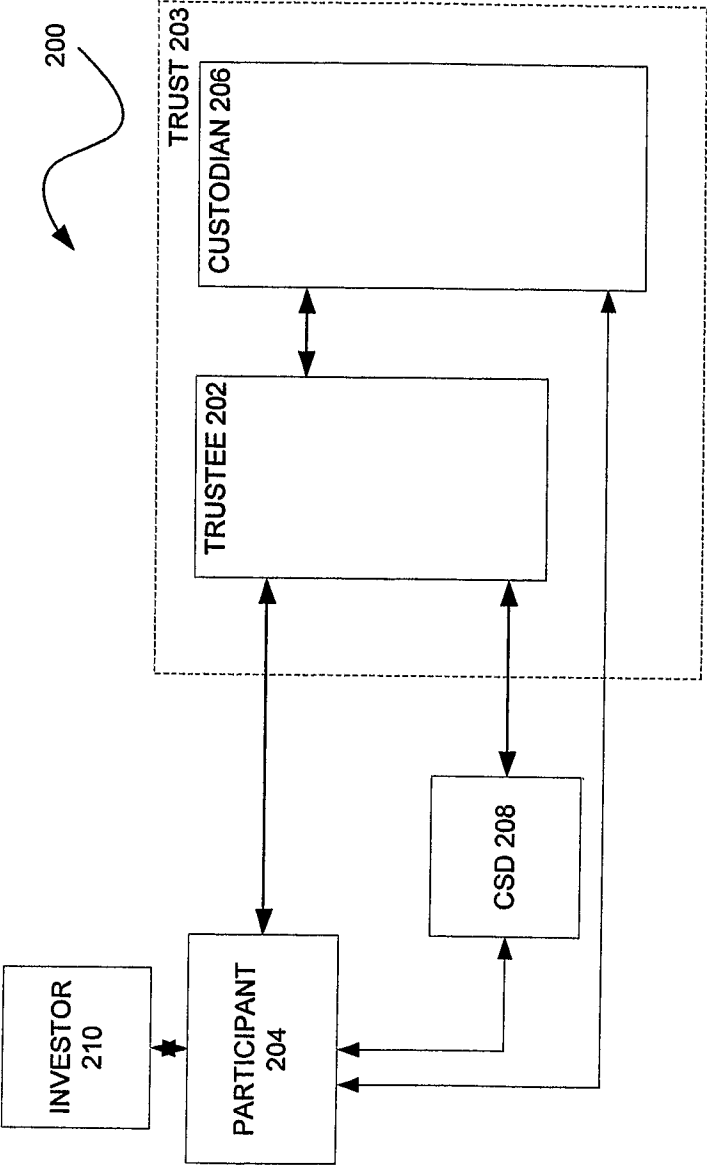 200
TRUST 203
CUSTODIAN 206
TRUSTEE 202
CSD 208
INVESTOR
210
PARTICIPANT
204